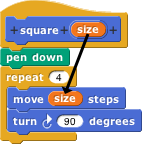 + square + size
pen down
repeat 4
move size steps
turn ↻ 90 degrees